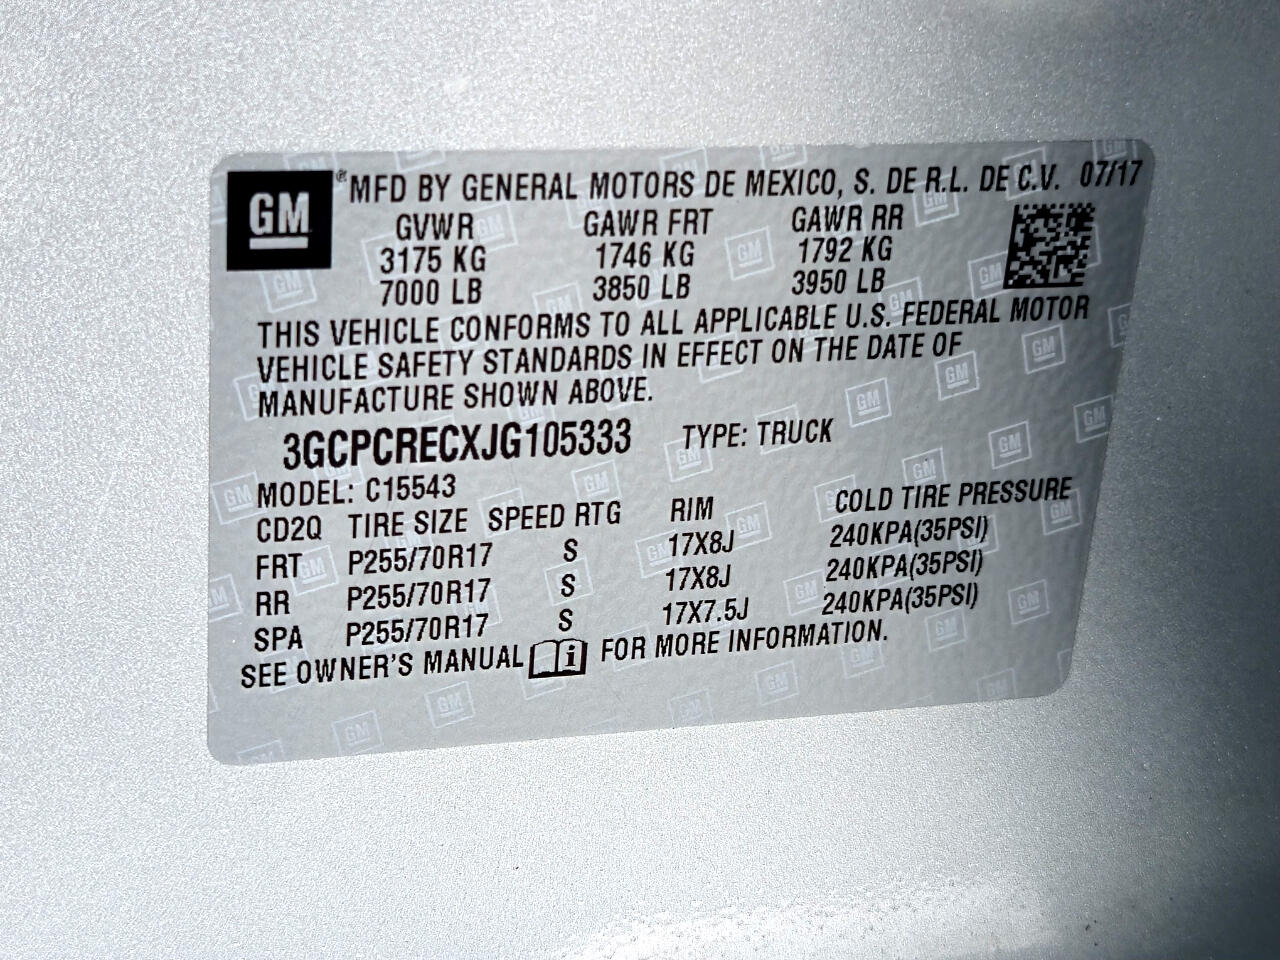 GM ® MFD BY GENERAL MOTORS DE MEXICO, S. DE R.L. DE C.V. 07/17
GVWR GAWR FRT GAWR RR
3175 KG 1746 KG 1792 KG
7000 LB 3850 LB 3950 LB
THIS VEHICLE CONFORMS TO ALL APPLICABLE U.S. FEDERAL MOTOR
VEHICLE SAFETY STANDARDS IN EFFECT ON THE DATE OF
MANUFACTURE SHOWN ABOVE.
3GCPCRECXJG105333 TYPE: TRUCK
MODEL: C15543
CD2Q TIRE SIZE SPEED RTG RIM COLD TIRE PRESSURE
FRT P255/70R17 S 17X8J 240KPA(35PSI)
RR P255/70R17 S 17X8J 240KPA(35PSI)
SPA P255/70R17 S 17X7.5J 240KPA(35PSI)
SEE OWNER'S MANUAL i FOR MORE INFORMATION.